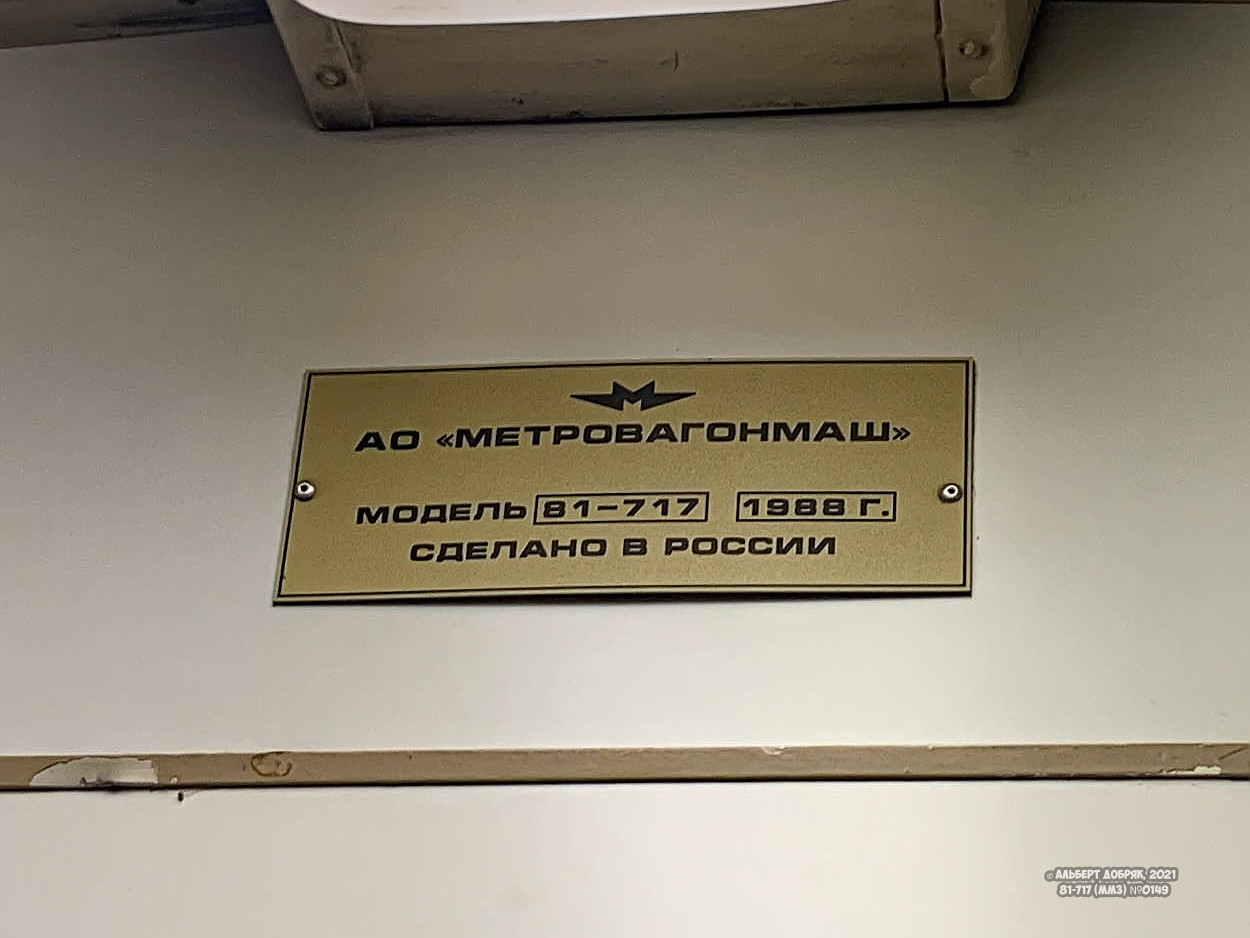 АО «МЕТРОВАГОНМАШ»
МОДЕЛЬ 81-717 1988 Г.
СДЕЛАНО В РОССИИ
© АЛЬБЕРТ ДОБРЯК, 2021
81-717 (ММЗ) №0149